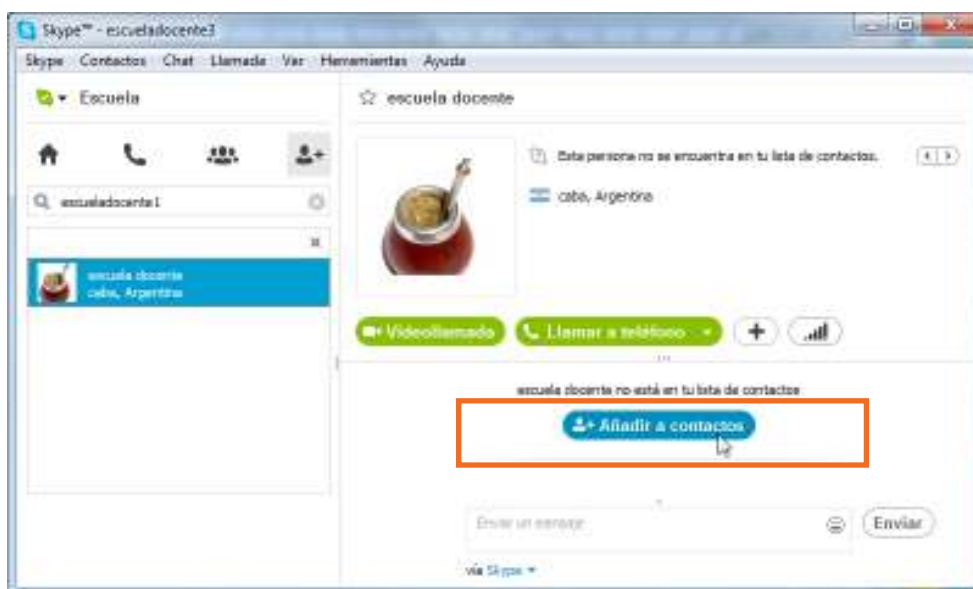 Skype™ - escueladocente3
Skype Contactos Chat Llamada Ver Herramientas Ayuda
Escuela
escuela docente
Esta persona no se encuentra en tu lista de contactos.
escueladocente1
caba, Argentina
escuela docente
caba, Argentina
Videollamada
Llamar a teléfono
escuela docente no está en tu lista de contactos
Añadir a contactos
Enviar un mensaje
Enviar
vía Skype